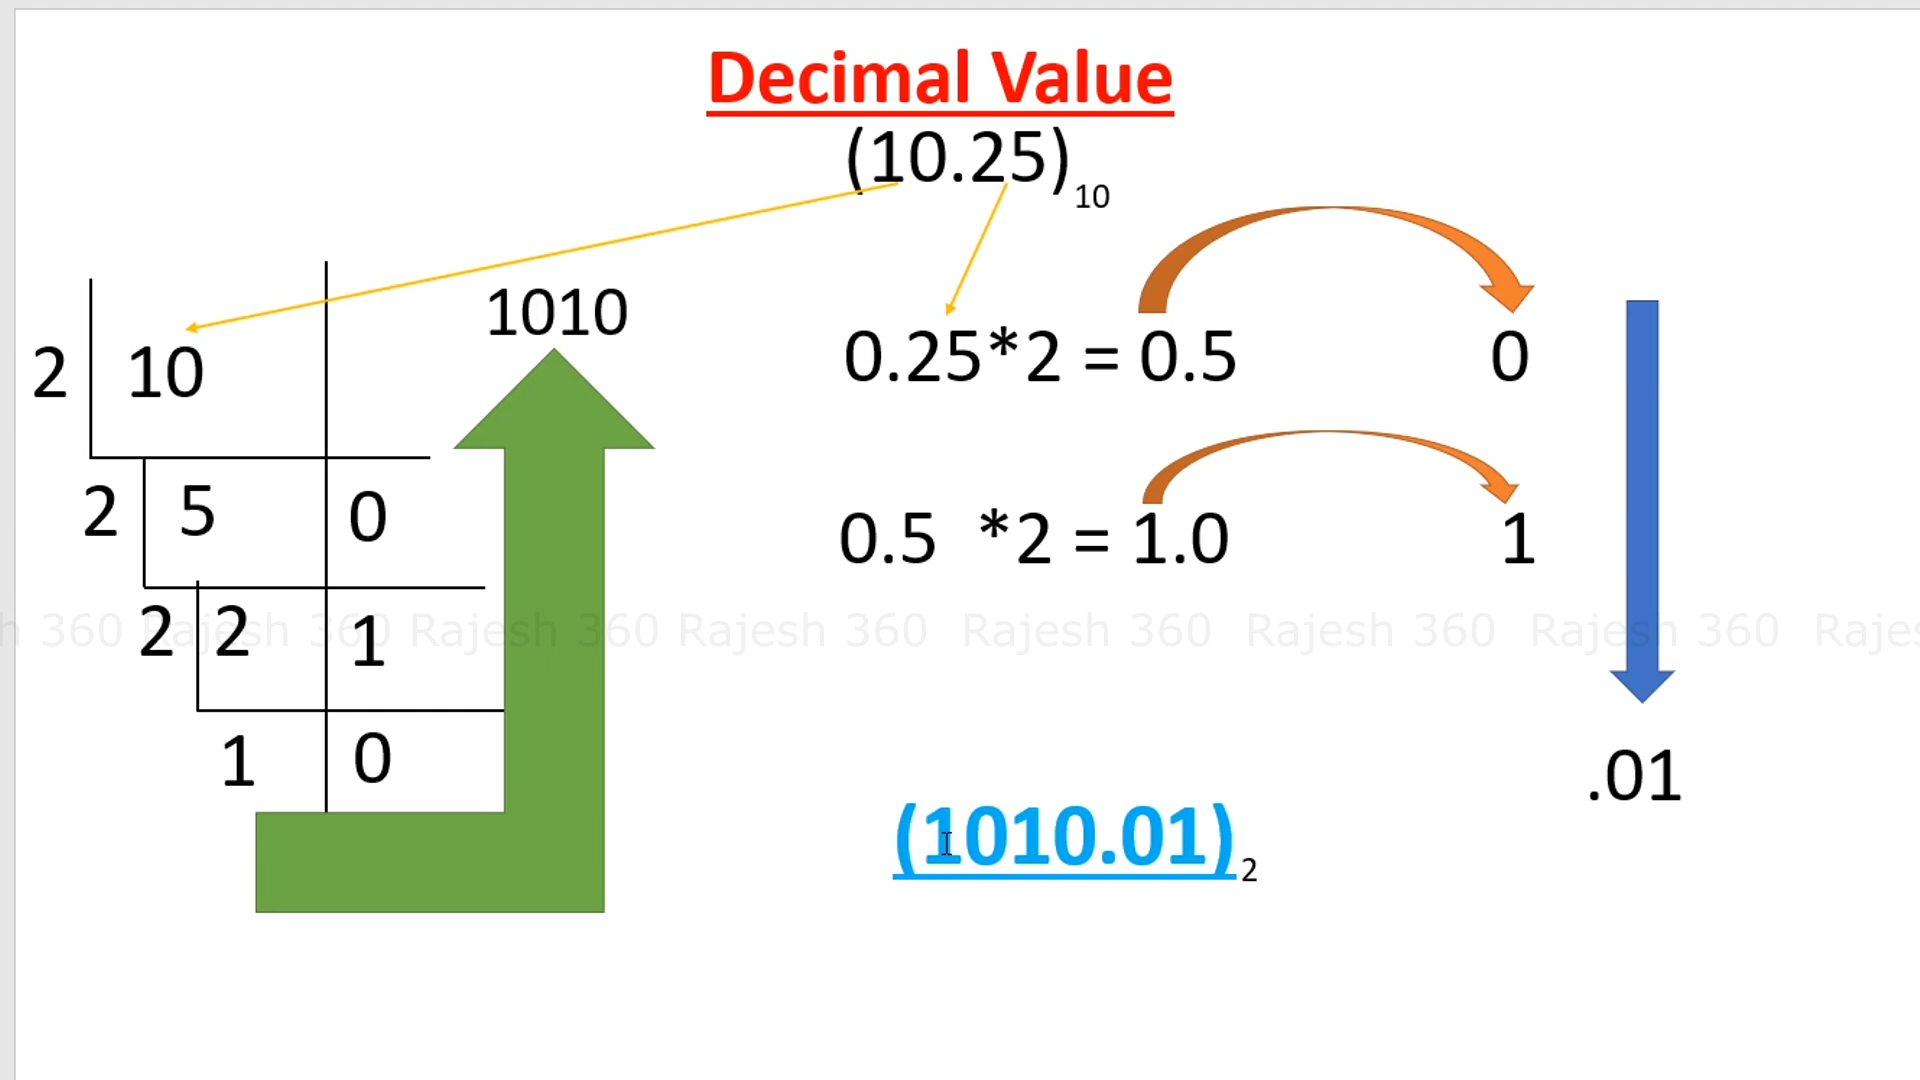 Decimal Value
(10.25)10
1010
2 10
2 5 0
2 2 1
1 0
0.25*2 = 0.5 0
0.5 *2 = 1.0 1
.01
(1010.01)2
h 360 Rajesh 360 Rajesh 360 Rajesh 360 Rajesh 360 Rajesh 360 Rajesh 360 Rajes